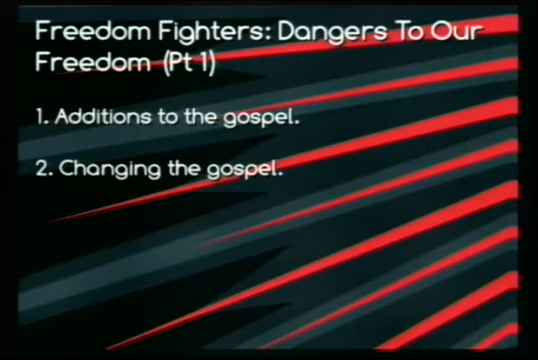 Freedom Fighters: Dangers To Our
Freedom (Pt 1)
1. Additions to the gospel.
2. Changing the gospel.